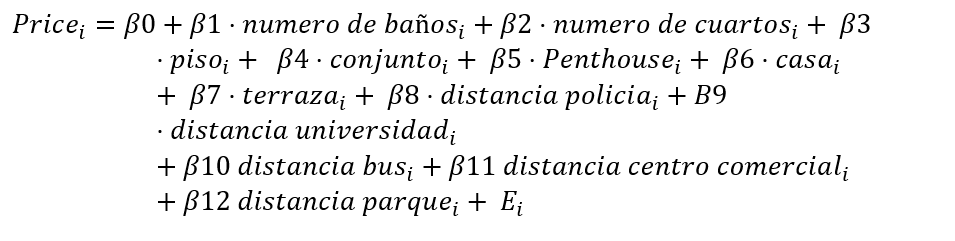 Price_i = β0 + β1 · numero de baños_i + β2 · numero de cuartos_i + β3
· piso_i + β4 · conjunto_i + β5 · Penthouse_i + β6 · casa_i
+ β7 · terraza_i + β8 · distancia policia_i + B9
· distancia universidad_i
+ β10 distancia bus_i + β11 distancia centro comercial_i
+ β12 distancia parque_i + E_i